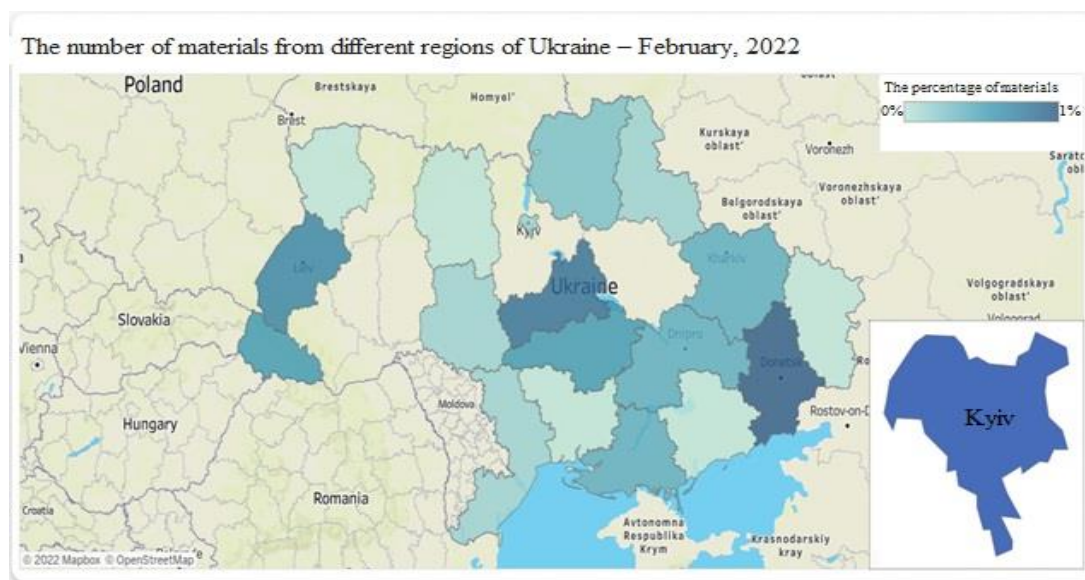 The number of materials from different regions of Ukraine – February, 2022
Poland
Brestskaya
Homyel'
Brest
The percentage of materials
0%
1%
Kurskaya
oblast'
Voronezh
Belgorodskaya
oblast'
Voronezhskaya
oblast'
Kyiv
Lviv
Ukraine
Kharkov
Volgogradskaya
oblast'
Slovakia
Vienna
Dnipro
Donetsk
Moldova
Rostov-on-D
Hungary
Kyiv
Romania
Croatia
Avtonomna
Respublika
Krym
Krasnodarskiy
kray
© 2022 Mapbox © OpenStreetMap